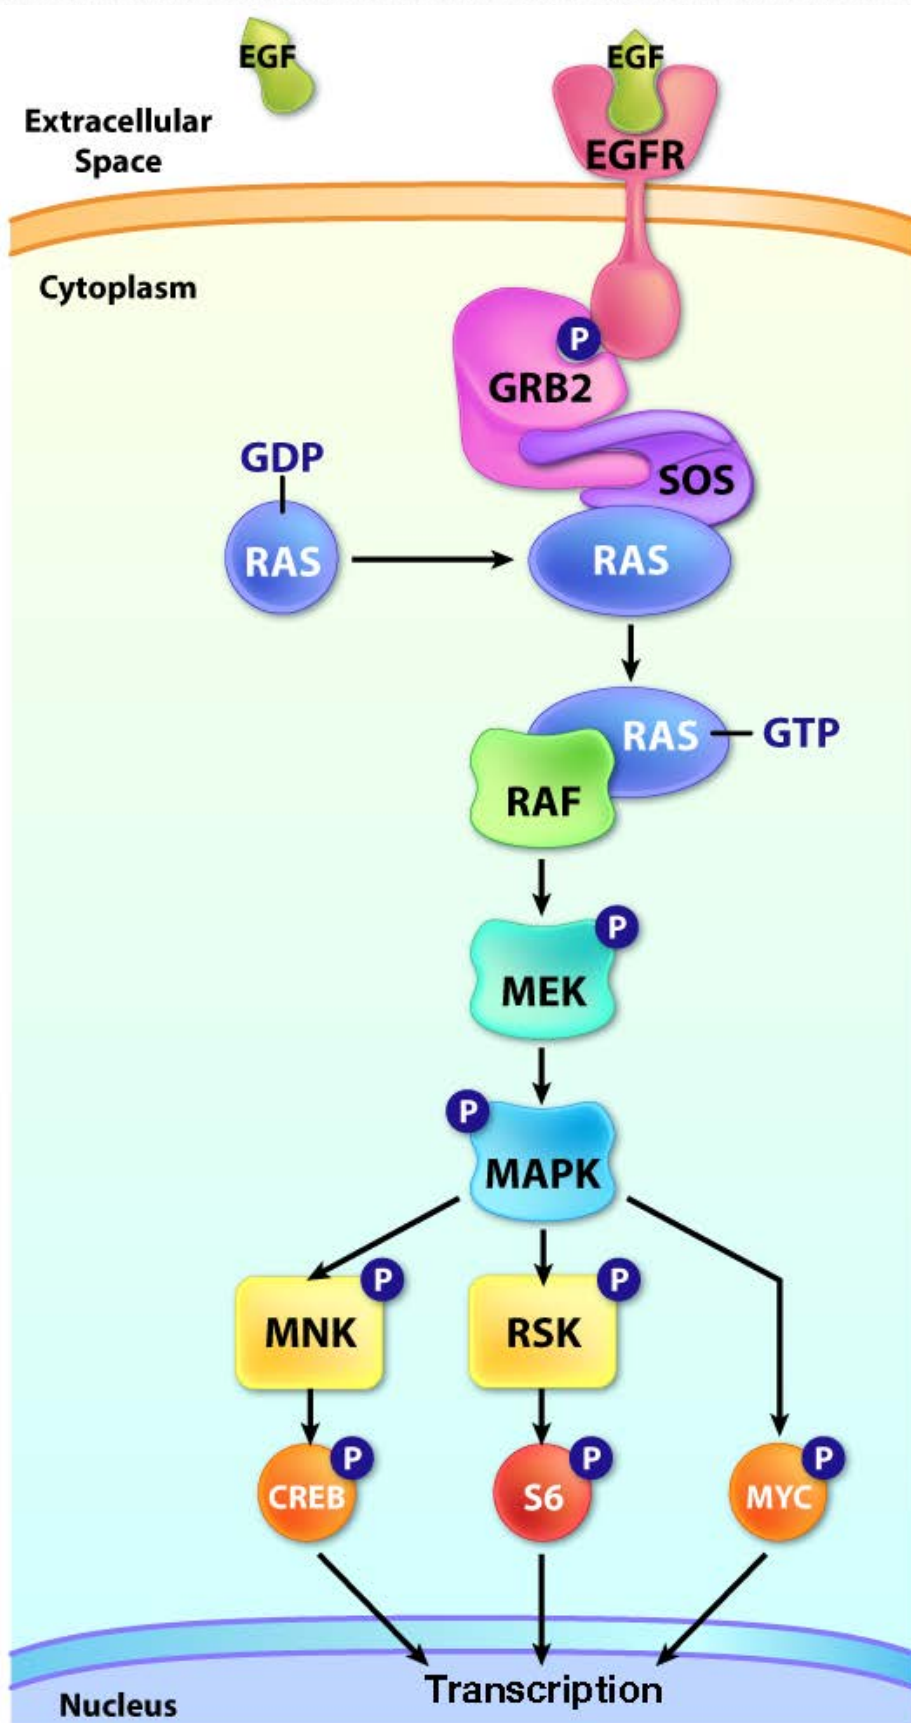 EGF
EGF
Extracellular
Space
EGFR
Cytoplasm
P
GRB2
GDP
SOS
RAS
RAS
RAS
GTP
RAF
P
MEK
P
MAPK
P
P
MNK
RSK
P
P
P
CREB
S6
MYC
Transcription
Nucleus